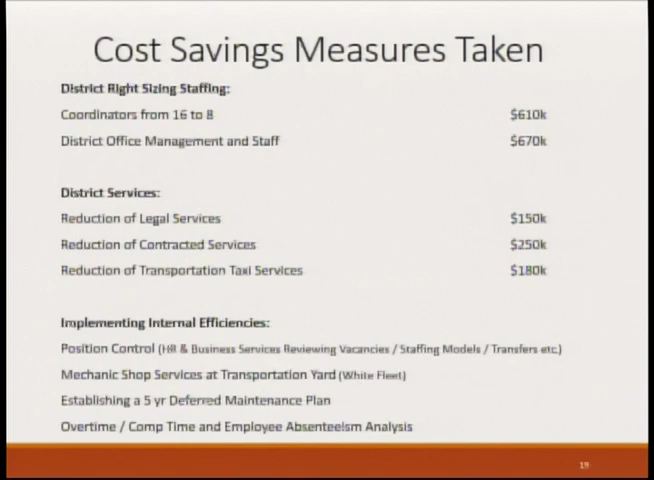 Cost Savings Measures Taken
District Right Sizing Staffing:
Coordinators from 16 to 8 $610k
District Office Management and Staff $670k
District Services:
Reduction of Legal Services $150k
Reduction of Contracted Services $250k
Reduction of Transportation Taxi Services $180k
Implementing Internal Efficiencies:
Position Control (HR & Business Services Reviewing Vacancies / Staffing Models / Transfers etc.)
Mechanic Shop Services at Transportation Yard (White Fleet)
Establishing a 5 yr Deferred Maintenance Plan
Overtime / Comp Time and Employee Absenteeism Analysis
19